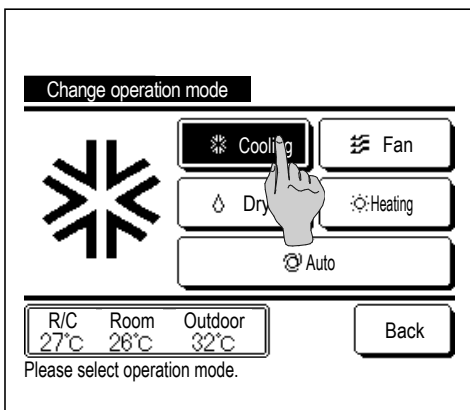 Change operation mode
Cooling Fan
Dry Heating
Auto
R/C Room Outdoor Back
27°C 26°C 32°C
Please select operation mode.